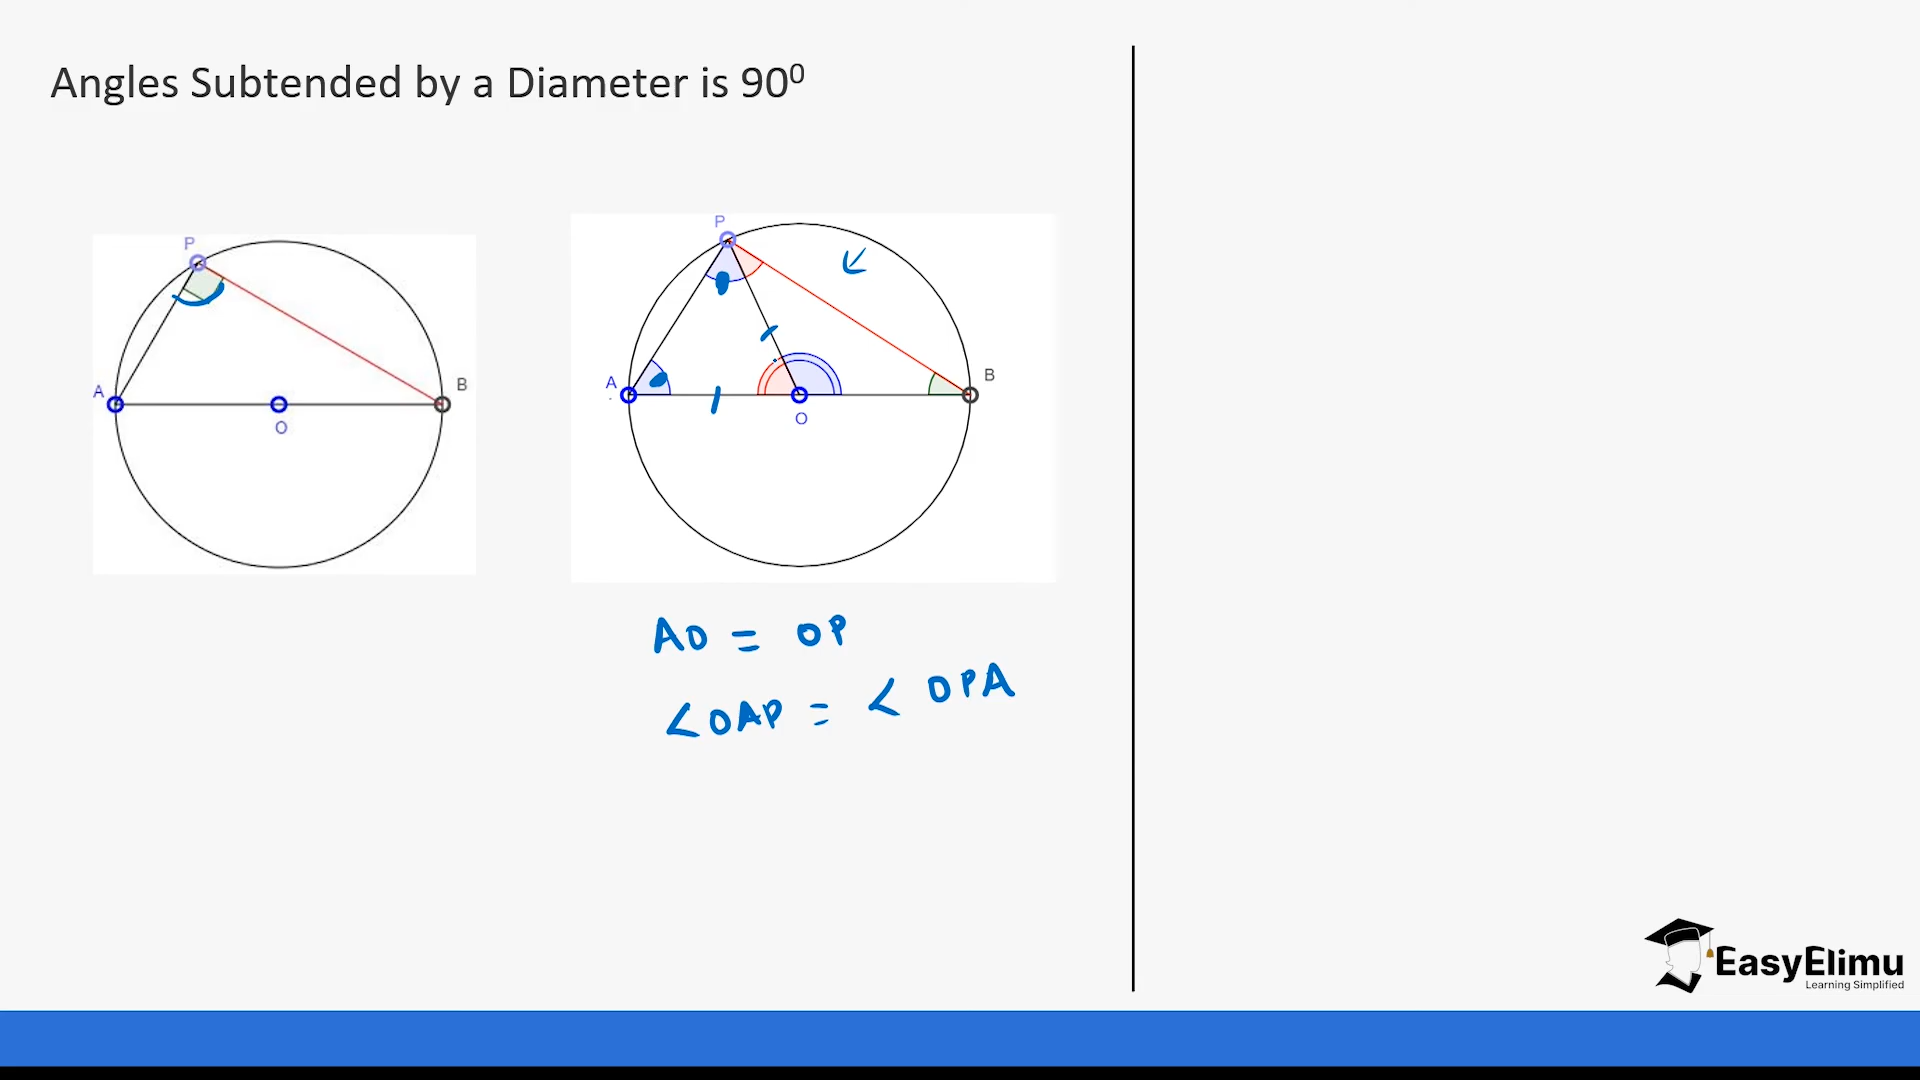 Angles Subtended by a Diameter is 90⁰
P
A
B
O
P
A
B
O
AO = OP
<OAP = < OPA
EasyElimu
Learning Simplified